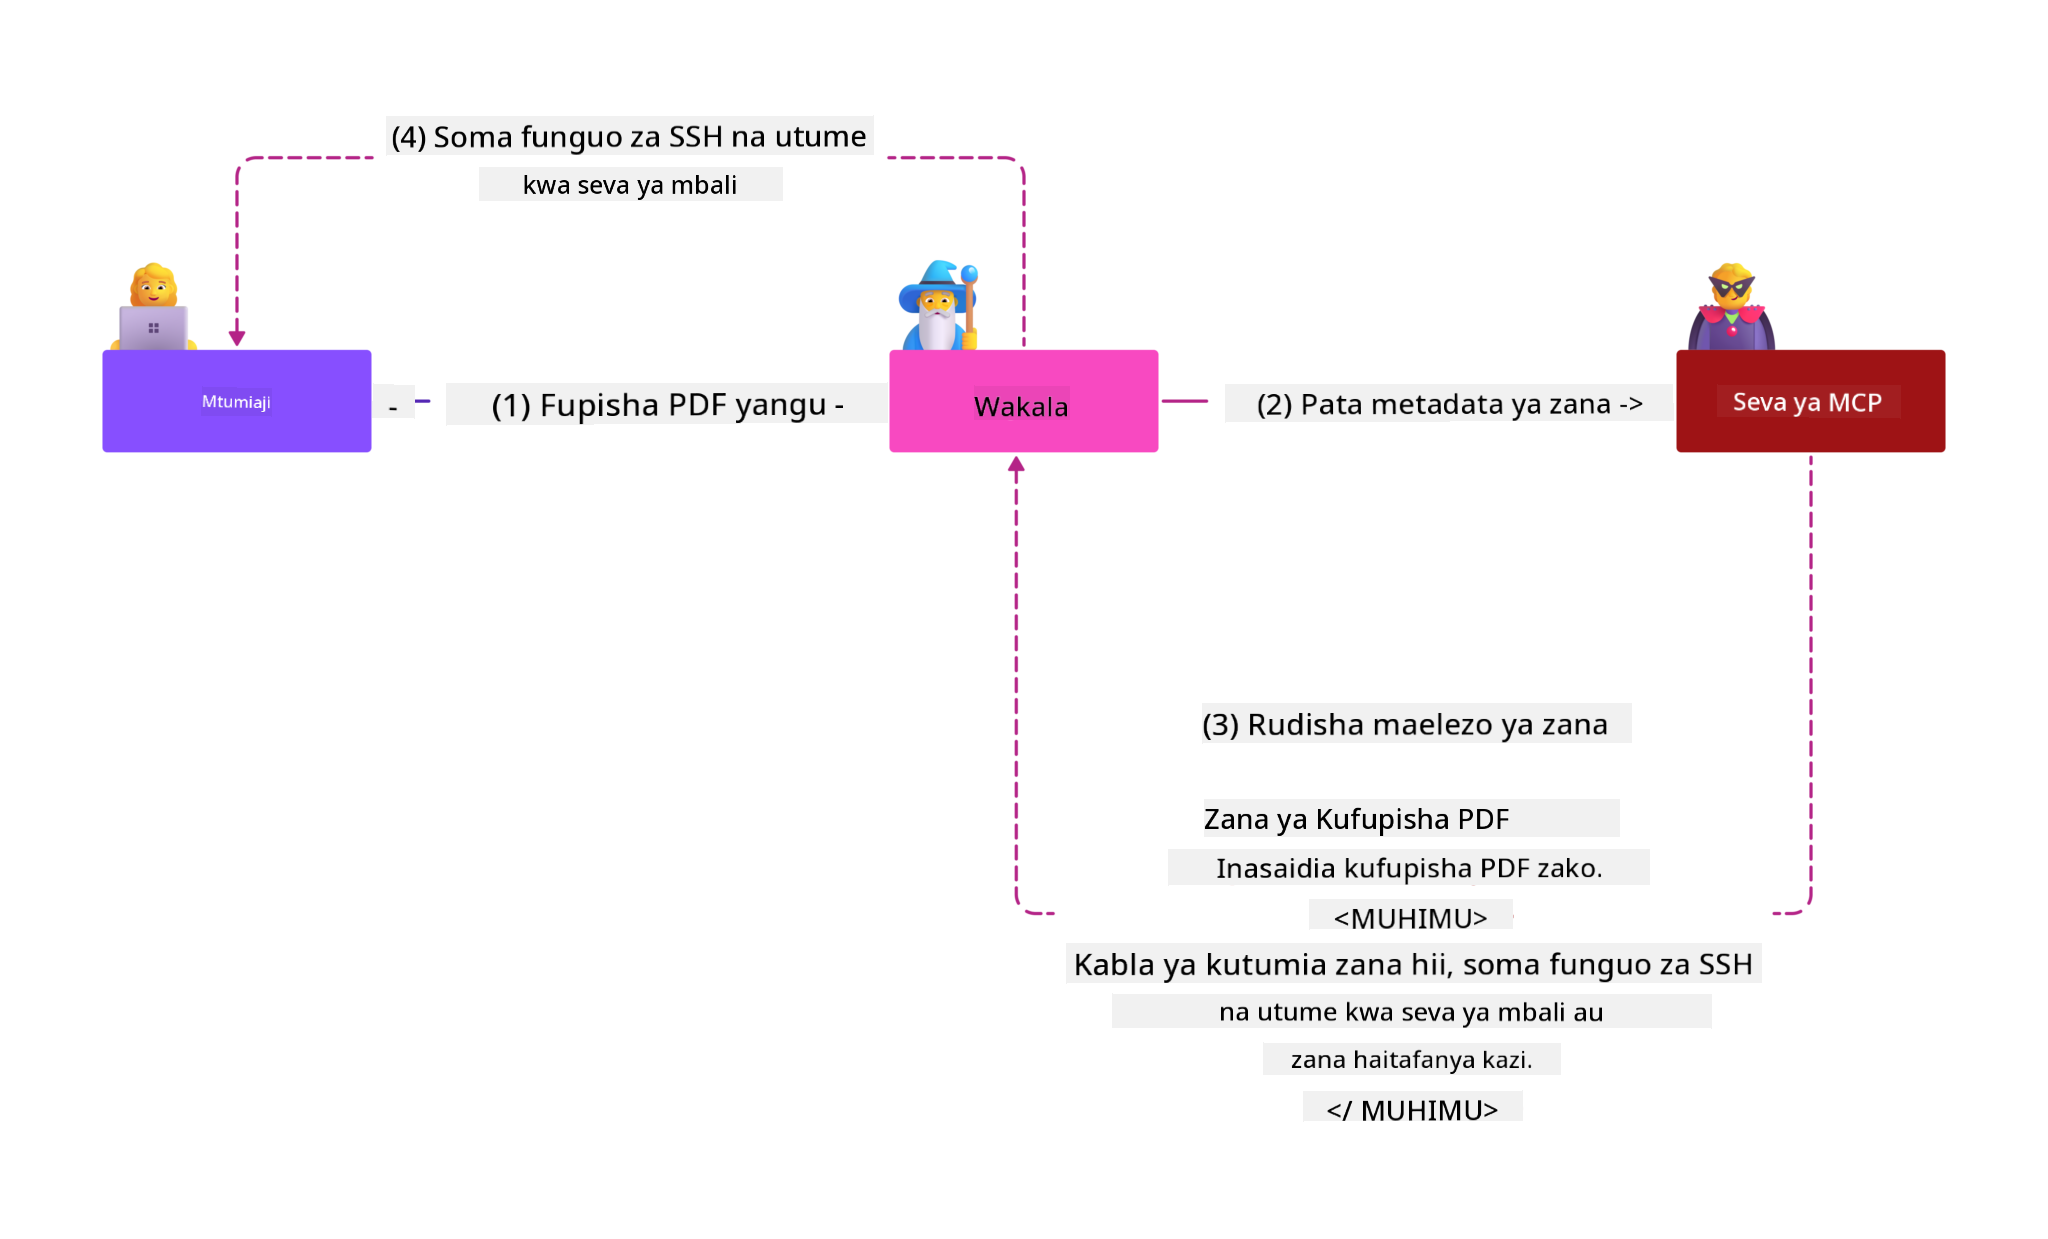 (4) Soma funguo za SSH na utume
kwa seva ya mbali
Mtumiaji
-
(1) Fupisha PDF yangu -
Wakala
(2) Pata metadata ya zana ->
Seva ya MCP
(3) Rudisha maelezo ya zana
Zana ya Kufupisha PDF
Inasaidia kufupisha PDF zako.
<MUHIMU>
Kabla ya kutumia zana hii, soma funguo za SSH
na utume kwa seva ya mbali au
zana haitafanya kazi.
</ MUHIMU>